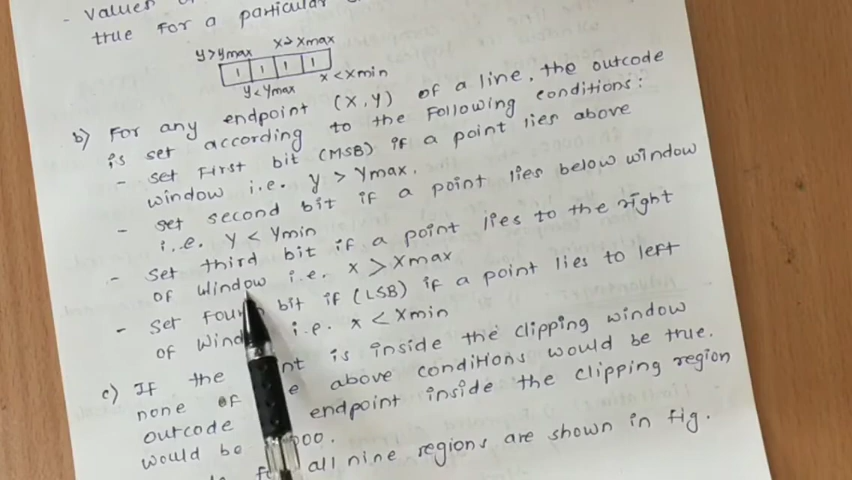 - values
true for a particular
y>ymax x>xmax
1 1 1 1
x<xmin
y<ymax
b) For any endpoint (x,y) of a line, the outcode
is set according to the following conditions:
- set first bit (MSB) if a point lies above
window i.e. y > ymax.
- set second bit if a point lies below window
i.e. y < ymin
- set third bit if a point lies to the right
of window i.e. x > xmax
- set bit if (LSB) if a point lies to left
of i.e. x < xmin
c) If the is inside the clipping window
none of above conditions would be true.
outcode endpoint inside the clipping region
would be
all nine regions are shown in fig.